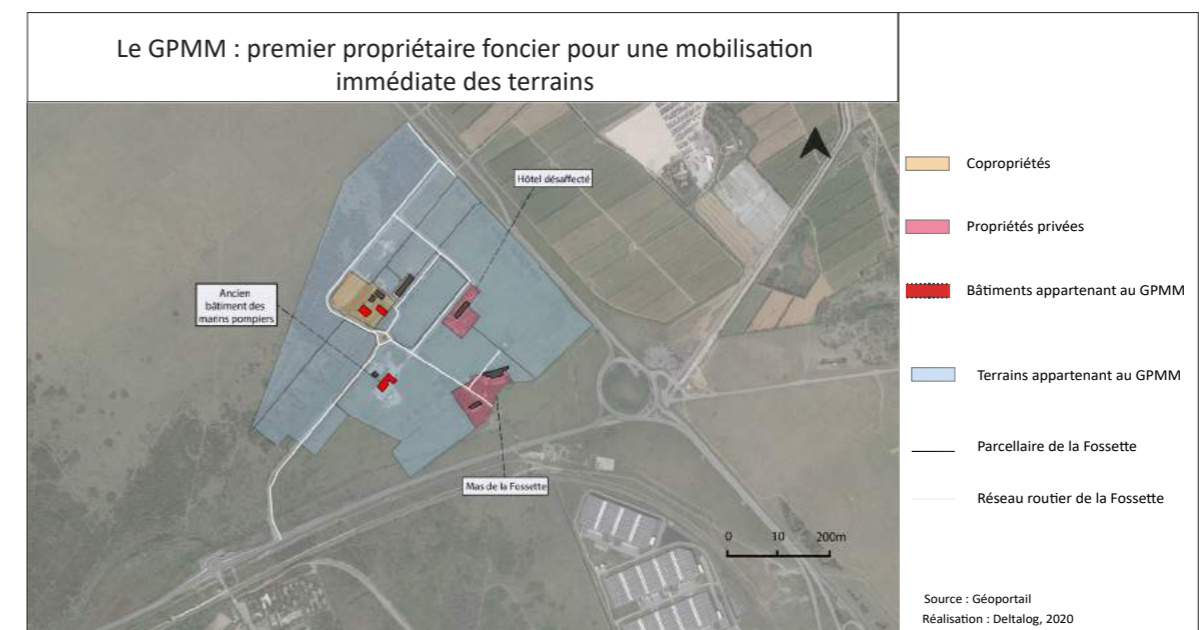 Le GPMM : premier propriétaire foncier pour une mobilisation
immédiate des terrains
Hôtel désaffecté
Ancien
bâtiment des
marins pompiers
Mas de la Fossette
0 10 200m
Copropriétés
Propriétés privées
Bâtiments appartenant au GPMM
Terrains appartenant au GPMM
Parcellaire de la Fossette
Réseau routier de la Fossette
Source : Géoportail
Réalisation : Deltalog, 2020